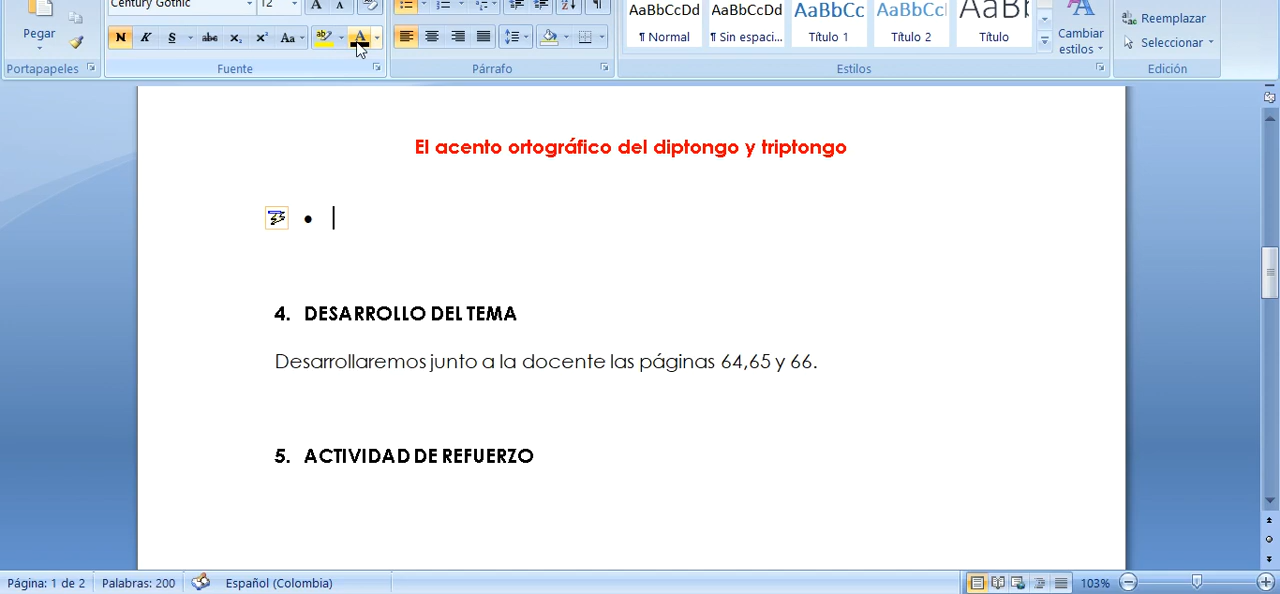 Century Gothic 12 A A
Pegar
N K S abc x₂ x² Aa ab A
AaBbCcDd AaBbCcDd AaBbCc AaBbCcl AaBl
¶ Normal ¶ Sin espaci... Título 1 Título 2 Título
Cambiar estilos
Reemplazar
Seleccionar
Portapapeles Fuente Párrafo Estilos Edición
El acento ortográfico del diptongo y triptongo
•
4. DESARROLLO DEL TEMA
Desarrollaremos junto a la docente las páginas 64,65 y 66.
5. ACTIVIDAD DE REFUERZO
Página: 1 de 2 Palabras: 200 Español (Colombia) 103%